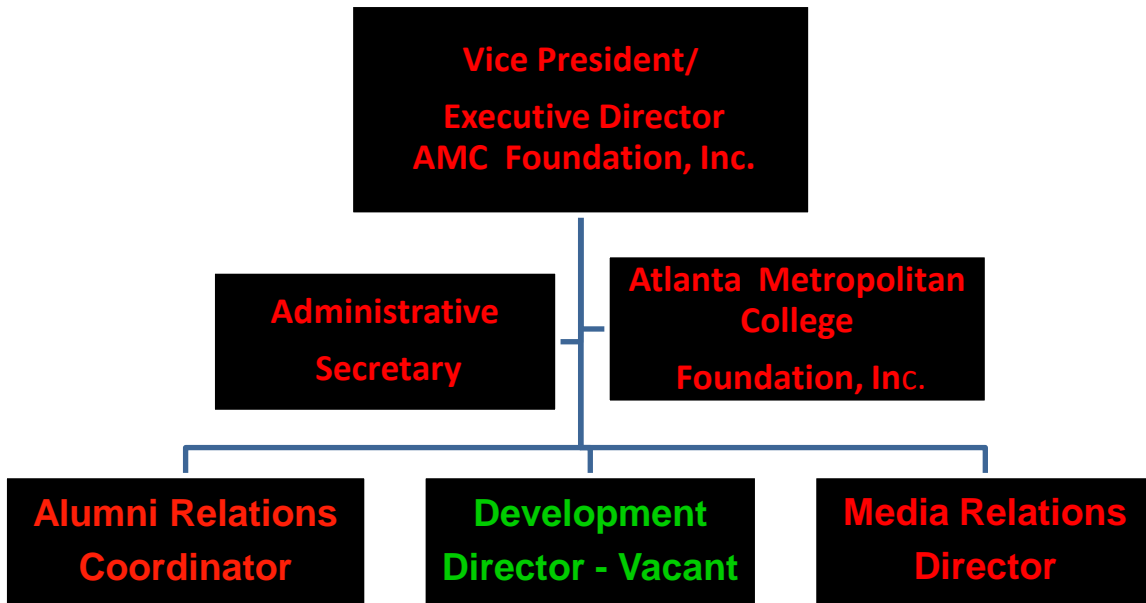 Vice President/
Executive Director
AMC  Foundation, Inc.
Administrative
Secretary
Atlanta  Metropolitan
College
Foundation, Inc.
Alumni Relations
Coordinator
Development
Director - Vacant
Media Relations
Director